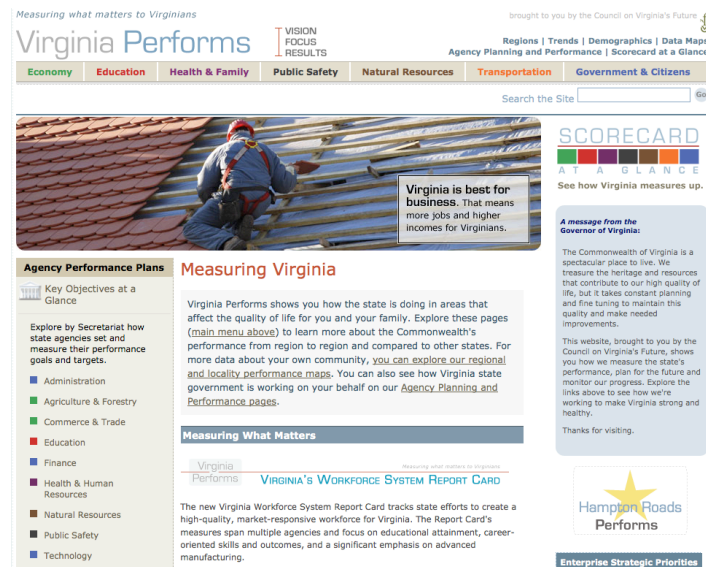 Measuring what matters to Virginians
brought to you by the Council on Virginia's Future
Virginia Performs
VISION
FOCUS
RESULTS
Regions | Trends | Demographics | Data Maps
Agency Planning and Performance | Scorecard at a Glance
Economy Education Health & Family Public Safety Natural Resources Transportation Government & Citizens
Search the Site
Go
Virginia is best for
business. That means
more jobs and higher
incomes for Virginians.
SCORECARD
AT A GLANCE
See how Virginia measures up.
A message from the
Governor of Virginia:
The Commonwealth of Virginia is a
spectacular place to live. We
treasure the heritage and resources
that contribute to our high quality of
life, but it takes constant planning
and fine tuning to maintain this
quality and make needed
improvements.
This website, brought to you by the
Council on Virginia's Future, shows
you how we measure the state's
performance, plan for the future and
monitor our progress. Explore the
links above to see how we're
working to make Virginia strong and
healthy.
Thanks for visiting.
Agency Performance Plans
Key Objectives at a
Glance
Explore by Secretariat how
state agencies set and
measure their performance
goals and targets.
Administration
Agriculture & Forestry
Commerce & Trade
Education
Finance
Health & Human
Resources
Natural Resources
Public Safety
Technology
Measuring Virginia
Virginia Performs shows you how the state is doing in areas that
affect the quality of life for you and your family. Explore these pages
(main menu above) to learn more about the Commonwealth's
performance from region to region and compared to other states. For
more data about your own community, you can explore our regional
and locality performance maps. You can also see how Virginia state
government is working on your behalf on our Agency Planning and
Performance pages.
Measuring What Matters
Virginia
Performs
Measuring what matters to Virginians
VIRGINIA'S WORKFORCE SYSTEM REPORT CARD
The new Virginia Workforce System Report Card tracks state efforts to create a
high-quality, market-responsive workforce for Virginia. The Report Card's
measures span multiple agencies and focus on educational attainment, career-
oriented skills and outcomes, and a significant emphasis on advanced
manufacturing.
Hampton Roads
Performs
Enterprise Strategic Priorities